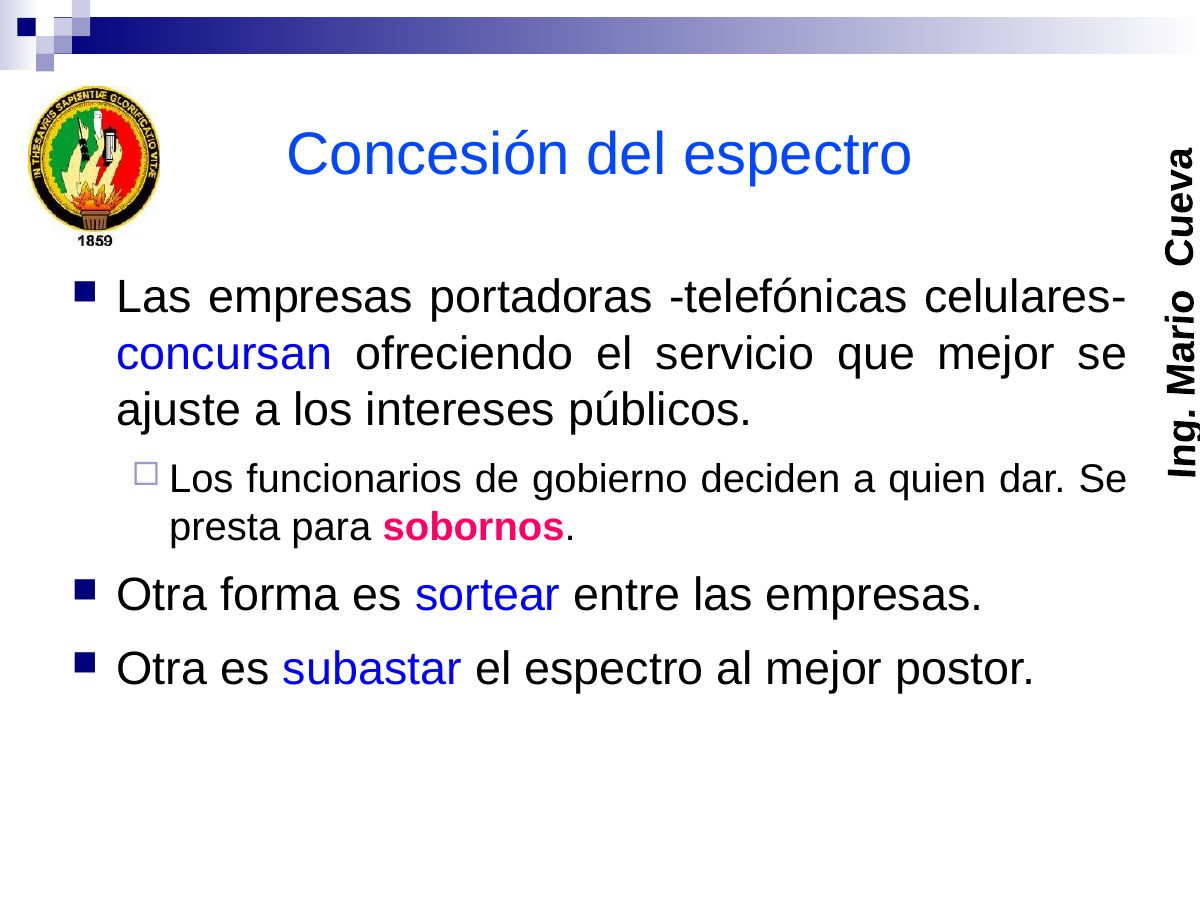 IN THESAVRIS SAPIENTIÆ GLORIFICATIO VITÆ
1859
Concesión del espectro
Ing. Mario Cueva
Las empresas portadoras -telefónicas celulares-
concursan ofreciendo el servicio que mejor se
ajuste a los intereses públicos.
Los funcionarios de gobierno deciden a quien dar. Se
presta para sobornos.
Otra forma es sortear entre las empresas.
Otra es subastar el espectro al mejor postor.